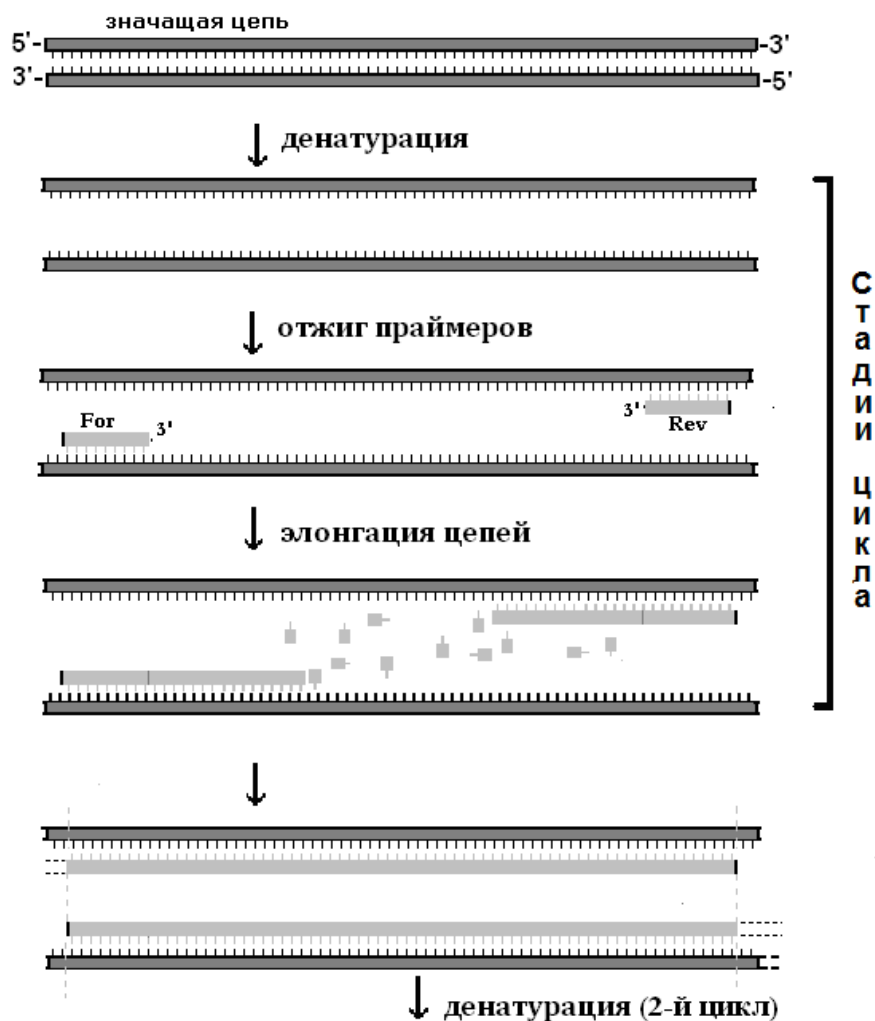 значащая цепь
5'- -3'
3'- -5'
денатурация
отжиг праймеров
3'
Rev
For
3'
элонгация цепей
Стадии цикла
денатурация (2-й цикл)